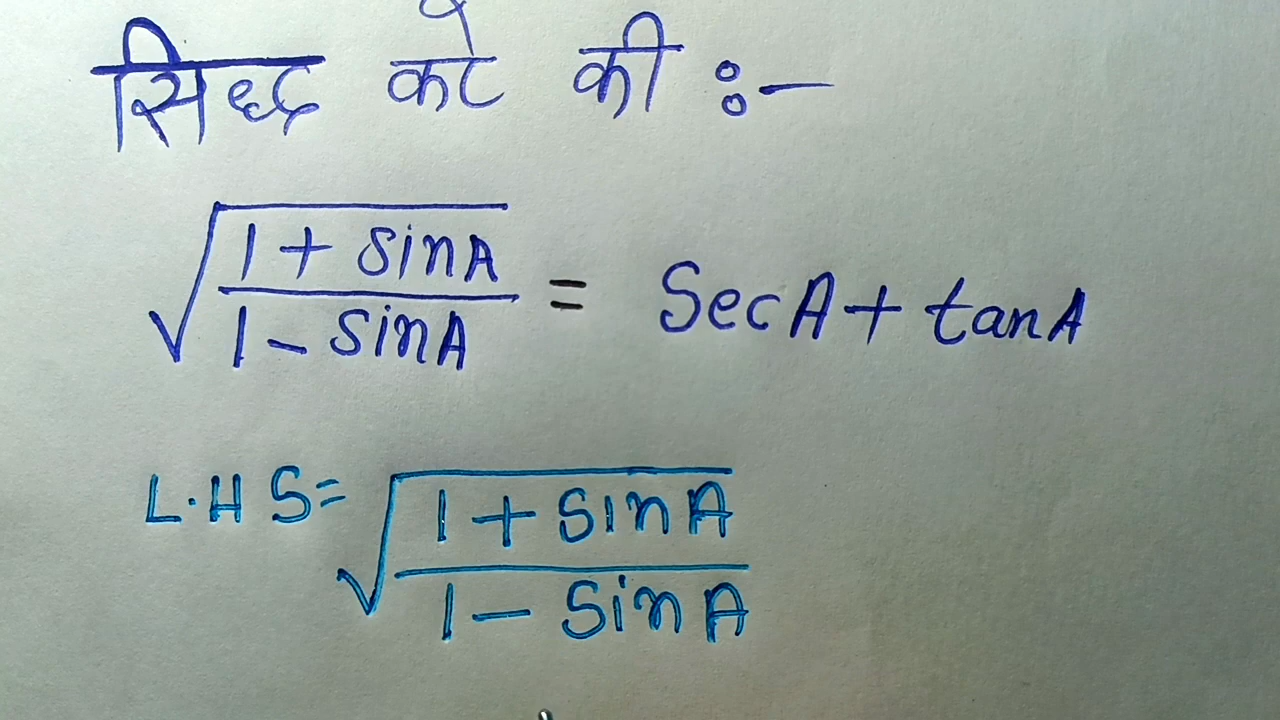 सिद्ध करे की :-
√(1 + sinA / 1 - sinA) = SecA + tanA
L.H S = √(1 + SinA / 1 - SinA)